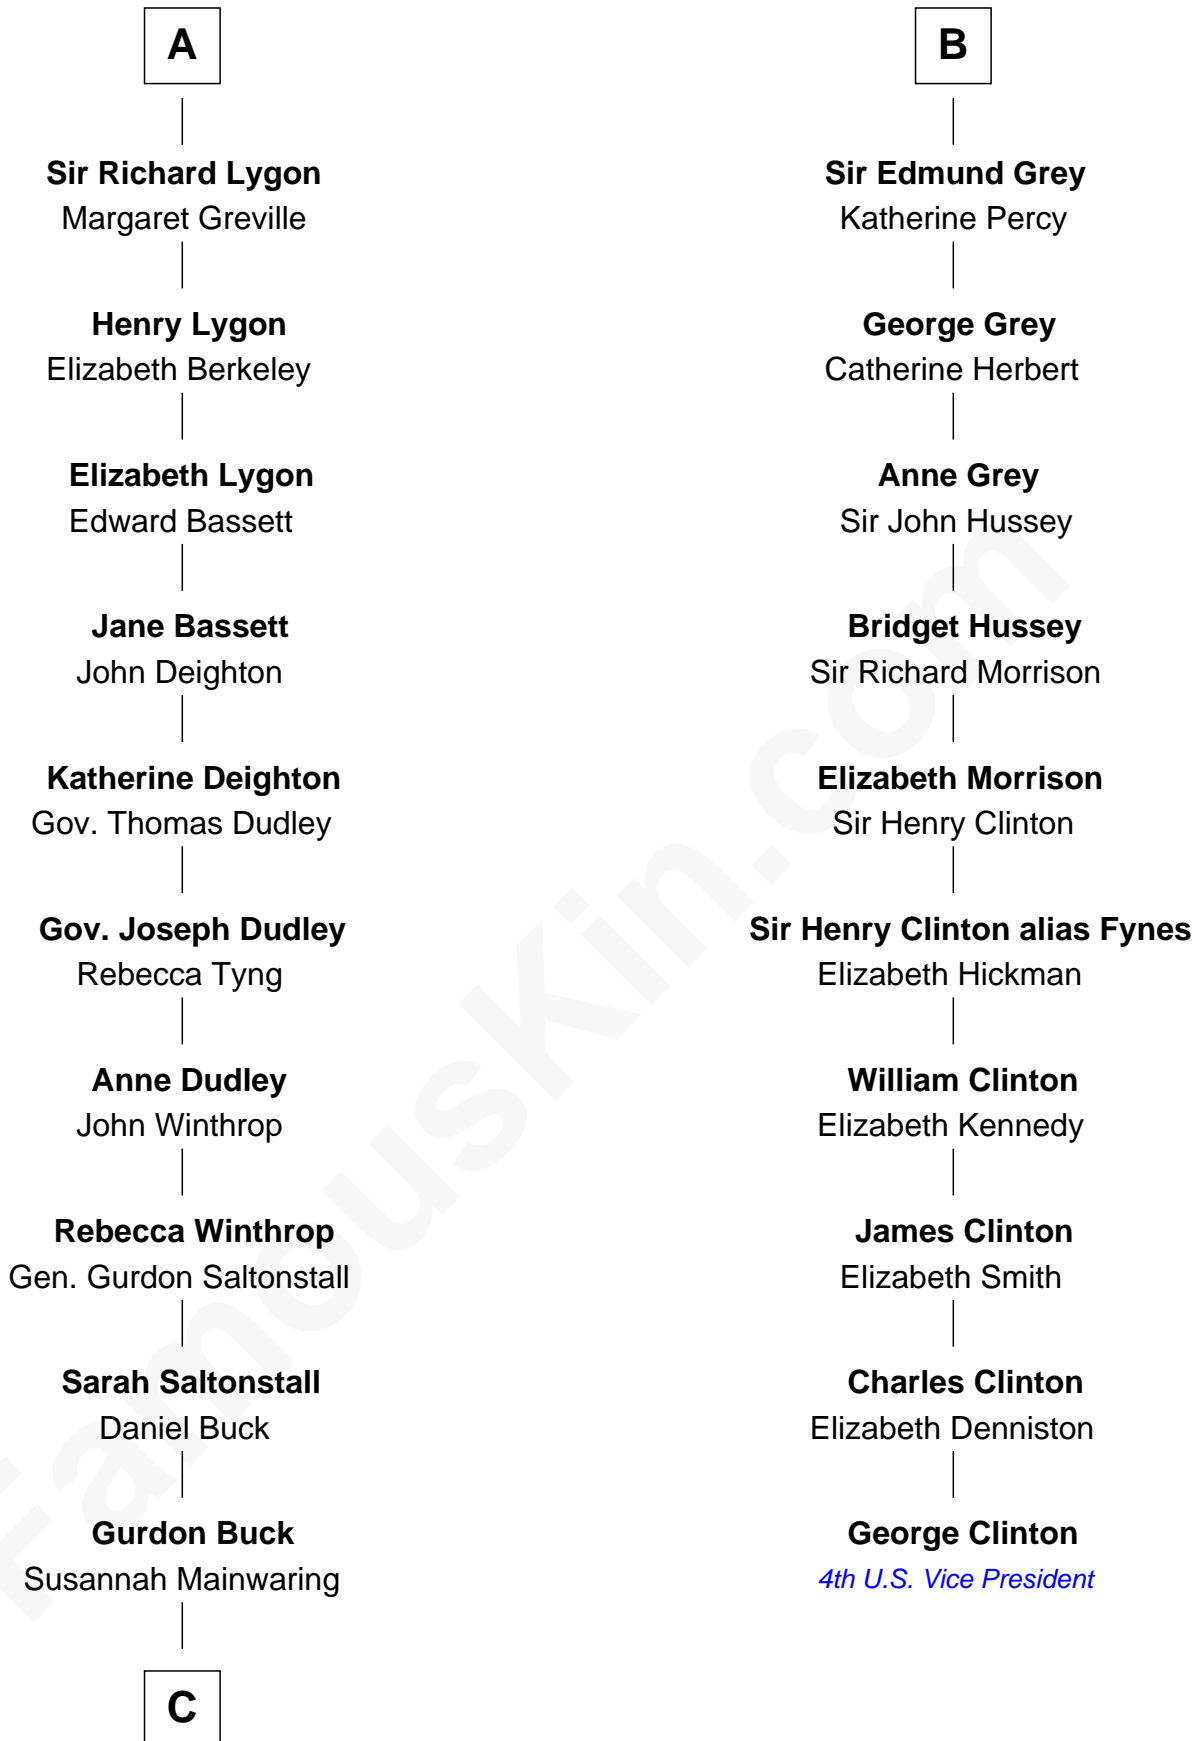 A
Sir Richard Lygon
Margaret Greville
Henry Lygon
Elizabeth Berkeley
Elizabeth Lygon
Edward Bassett
Jane Bassett
John Deighton
Katherine Deighton
Gov. Thomas Dudley
Gov. Joseph Dudley
Rebecca Tyng
Anne Dudley
John Winthrop
Rebecca Winthrop
Gen. Gurdon Saltonstall
Sarah Saltonstall
Daniel Buck
Gurdon Buck
Susannah Mainwaring
C
B
Sir Edmund Grey
Katherine Percy
George Grey
Catherine Herbert
Anne Grey
Sir John Hussey
Bridget Hussey
Sir Richard Morrison
Elizabeth Morrison
Sir Henry Clinton
Sir Henry Clinton alias Fynes
Elizabeth Hickman
William Clinton
Elizabeth Kennedy
James Clinton
Elizabeth Smith
Charles Clinton
Elizabeth Denniston
George Clinton
4th U.S. Vice President
FamousKin.com